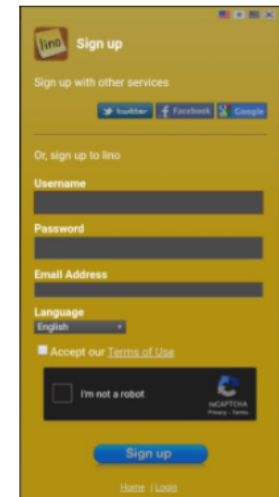 lino Sign up
Sign up with other services
twitter Facebook Google
Or, sign up to lino
Username
Password
Email Address
Language
English
Accept our Terms of Use
I'm not a robot
reCAPTCHA
Privacy - Terms
Sign up
Home | Login